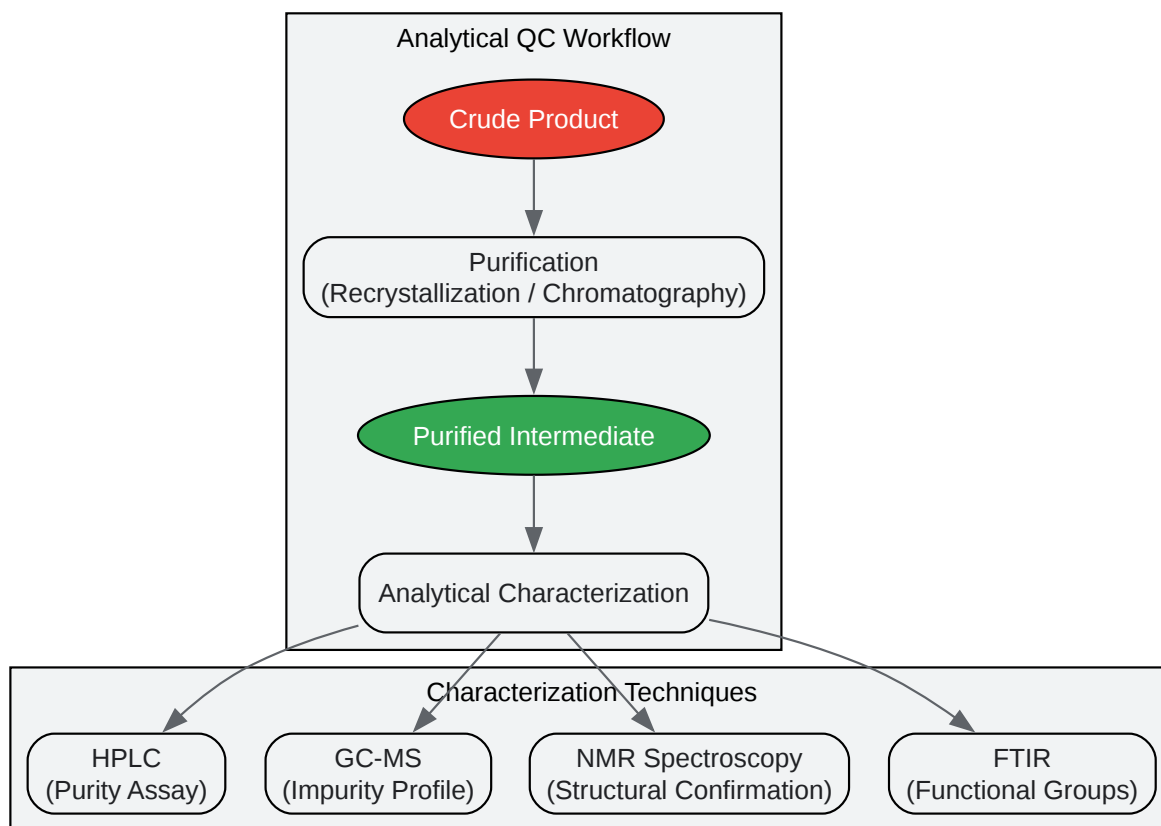 Analytical QC Workflow
Crude Product
Purification
(Recrystallization / Chromatography)
Purified Intermediate
Analytical Characterization
Characterization Techniques
HPLC
(Purity Assay)
GC-MS
(Impurity Profile)
NMR Spectroscopy
(Structural Confirmation)
FTIR
(Functional Groups)